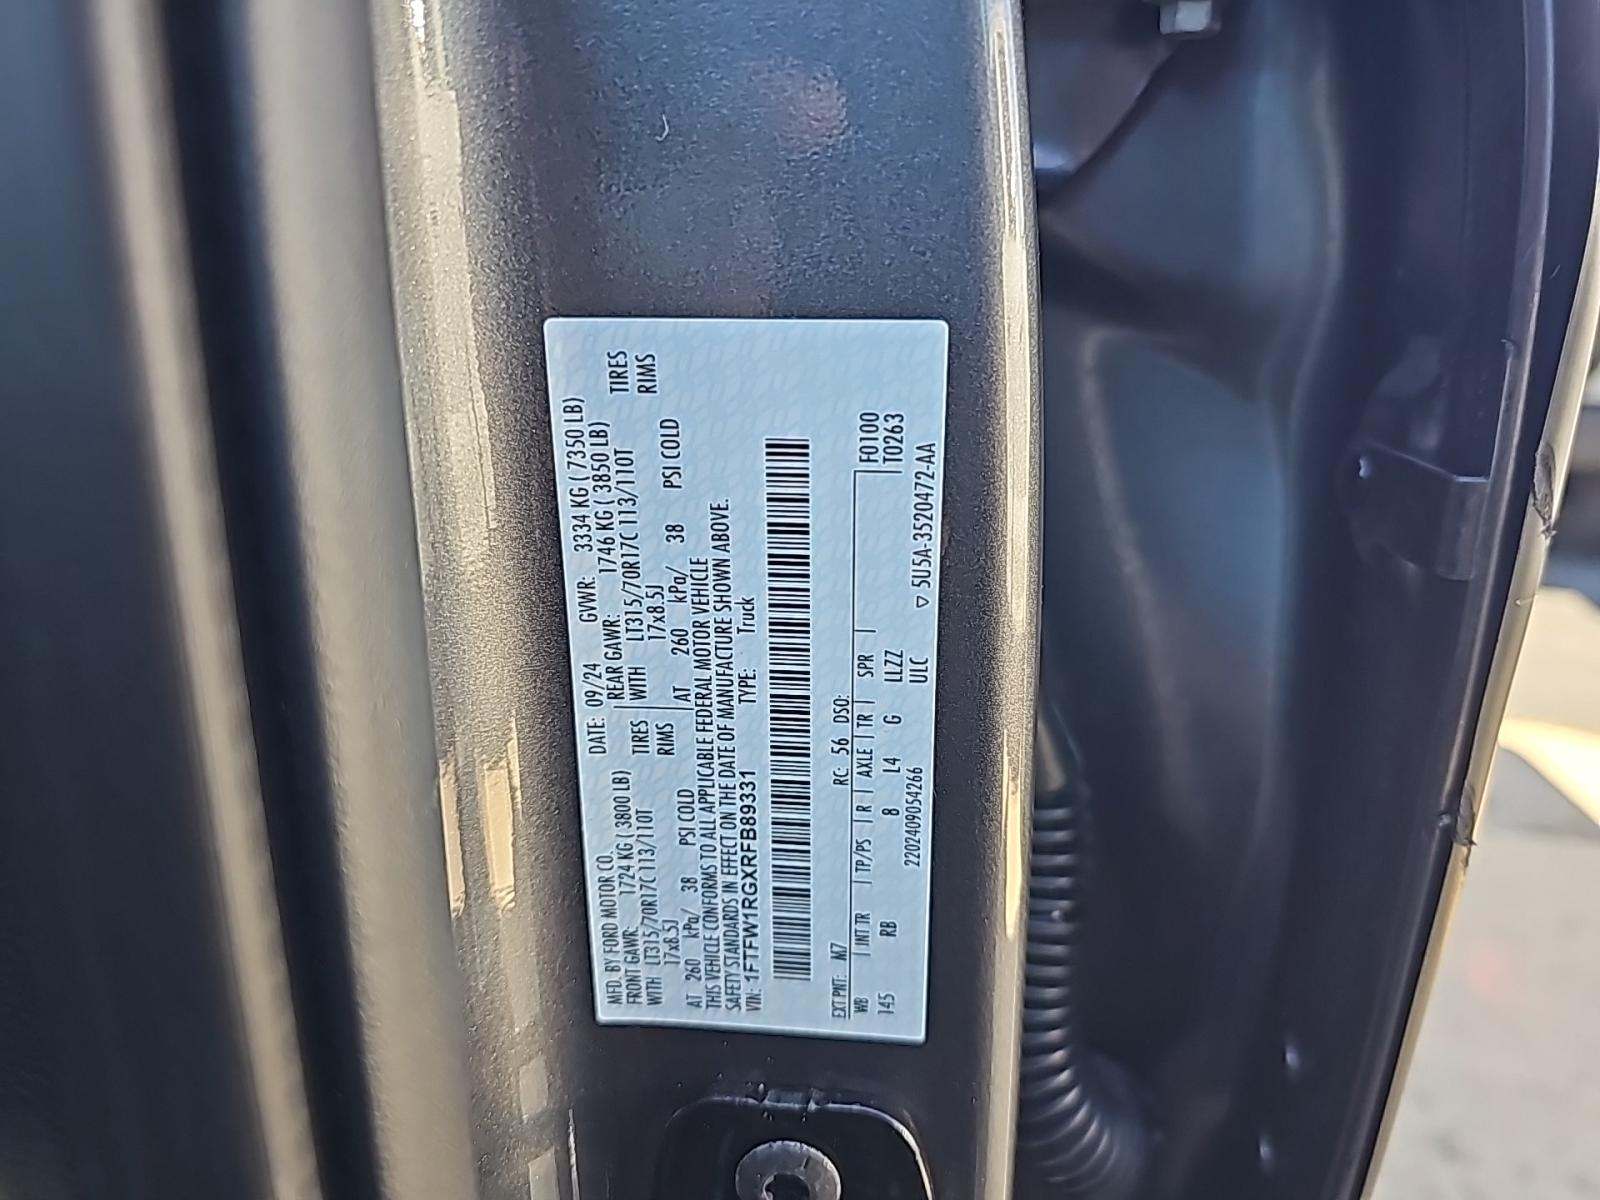 MFD. BY FORD MOTOR CO. DATE: 09/24 GVWR: 3334 KG ( 7350 LB)
FRONT GAWR: 1724 KG ( 3800 LB) REAR GAWR: 1746 KG ( 3850 LB)
WITH LT315/70R17C 113/110T TIRES WITH LT315/70R17C 113/110T TIRES
17x8.5J RIMS 17x8.5J RIMS
AT 260 kPa/ 38 PSI COLD AT 260 kPa/ 38 PSI COLD
THIS VEHICLE CONFORMS TO ALL APPLICABLE FEDERAL MOTOR VEHICLE
SAFETY STANDARDS IN EFFECT ON THE DATE OF MANUFACTURE SHOWN ABOVE.
VIN: 1FTFW1RGXRFB89331 TYPE: Truck
EXT PNT: M7 RC: 56 DSO:
WB INT TR TP/PS R AXLE TR SPR F0100
145 RB 8 L4 G LLZZ T0263
2202409054266 ULC ▽ 5U5A-3520472-AA